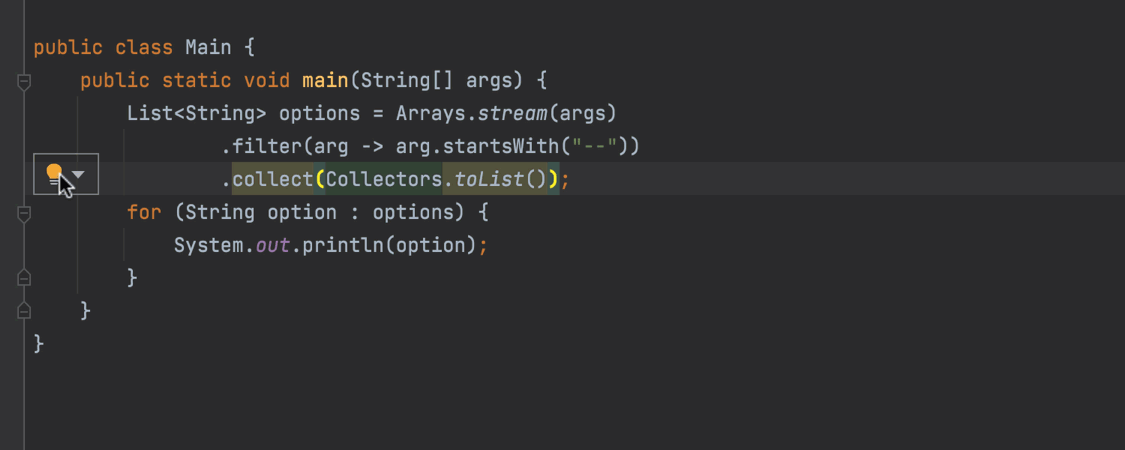 public class Main {
    public static void main(String[] args) {
        List<String> options = Arrays.stream(args)
                .filter(arg -> arg.startsWith("--"))
                .collect(Collectors.toList());
        for (String option : options) {
            System.out.println(option);
        }
    }
}